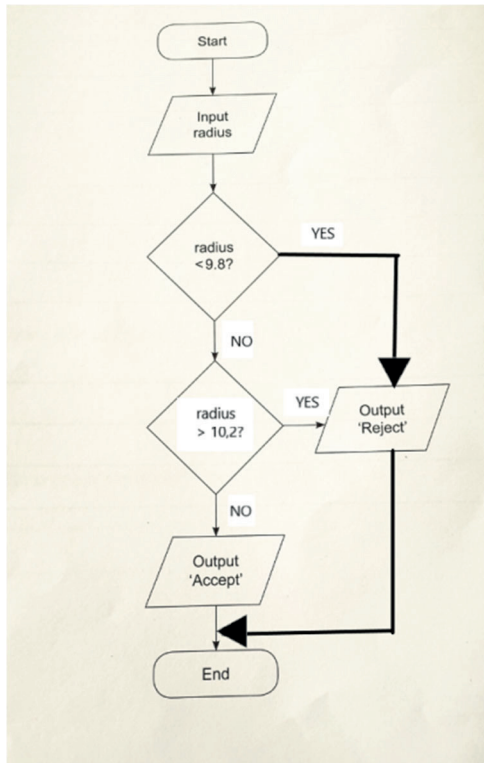 Start
Input
radius
radius
<9.8?
YES
NO
radius
> 10,2?
YES
Output
'Reject'
NO
Output
'Accept'
End